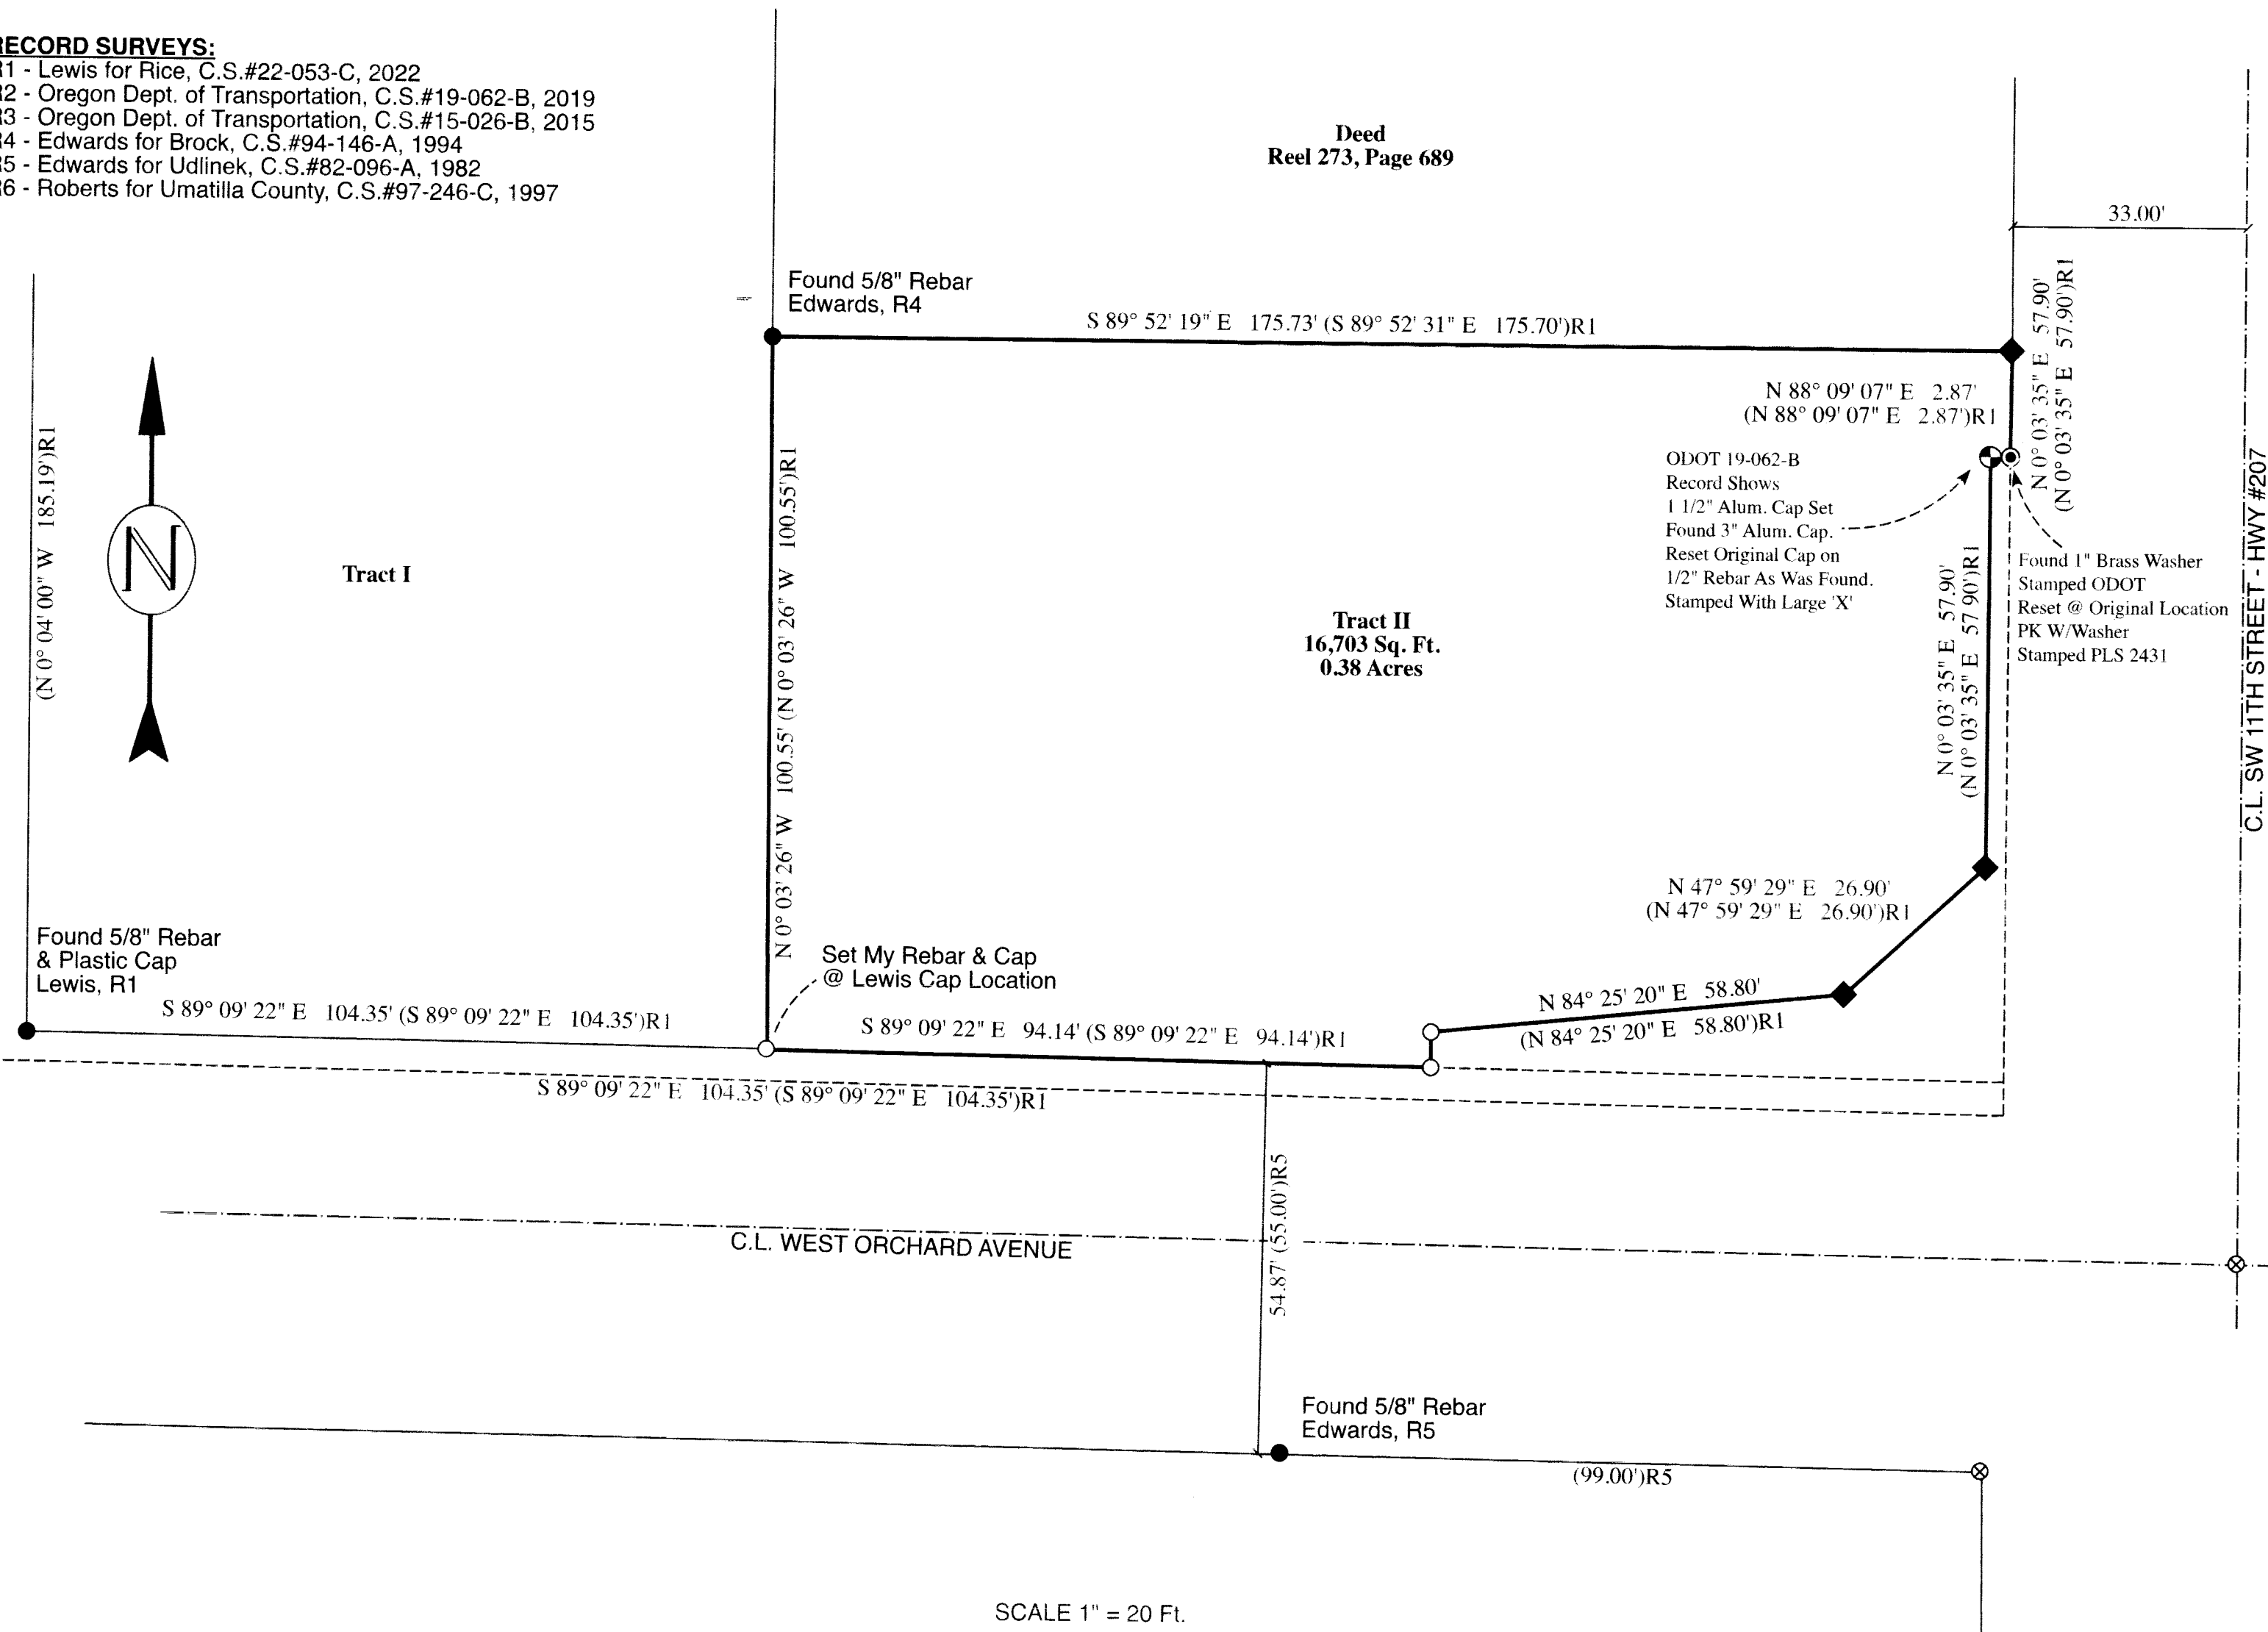 RECORD SURVEYS:
R1 - Lewis for Rice, C.S.#22-053-C, 2022
R2 - Oregon Dept. of Transportation, C.S.#19-062-B, 2019
R3 - Oregon Dept. of Transportation, C.S.#15-026-B, 2015
R4 - Edwards for Brock, C.S.#94-146-A, 1994
R5 - Edwards for Udlinek, C.S.#82-096-A, 1982
R6 - Roberts for Umatilla County, C.S.#97-246-C, 1997
Deed
Reel 273, Page 689
33.00'
Found 5/8" Rebar
Edwards, R4
S 89° 52' 19" E 175.73' (S 89° 52' 31" E 175.70')R1
N 0° 03' 35" E 57.90'
(N 0° 03' 35" E 57.90')R1
N 88° 09' 07" E 2.87'
(N 88° 09' 07" E 2.87')R1
(N 0° 04' 00" W 185.19')R1
N
Tract I
N 0° 03' 26" W 100.55' (N 0° 03' 26" W 100.55')R1
ODOT 19-062-B
Record Shows
1 1/2" Alum. Cap Set
Found 3" Alum. Cap.
Reset Original Cap on
1/2" Rebar As Was Found.
Stamped With Large 'X'
Found 1" Brass Washer
Stamped ODOT
Reset @ Original Location
PK W/Washer
Stamped PLS 2431
C.L. SW 11TH STREET - HWY #207
Tract II
16,703 Sq. Ft.
0.38 Acres
N 0° 03' 35" E 57.90'
(N 0° 03' 35" E 57 90')R1
N 47° 59' 29" E 26.90'
(N 47° 59' 29" E 26.90')R1
Found 5/8" Rebar
& Plastic Cap
Lewis, R1
Set My Rebar & Cap
@ Lewis Cap Location
S 89° 09' 22" E 104.35' (S 89° 09' 22" E 104.35')R1
S 89° 09' 22" E 94.14' (S 89° 09' 22" E 94.14')R1
N 84° 25' 20" E 58.80'
(N 84° 25' 20" E 58.80')R1
S 89° 09' 22" E 104.35' (S 89° 09' 22" E 104.35')R1
54.87' (55.00')R5
C.L. WEST ORCHARD AVENUE
Found 5/8" Rebar
Edwards, R5
(99.00')R5
SCALE 1" = 20 Ft.